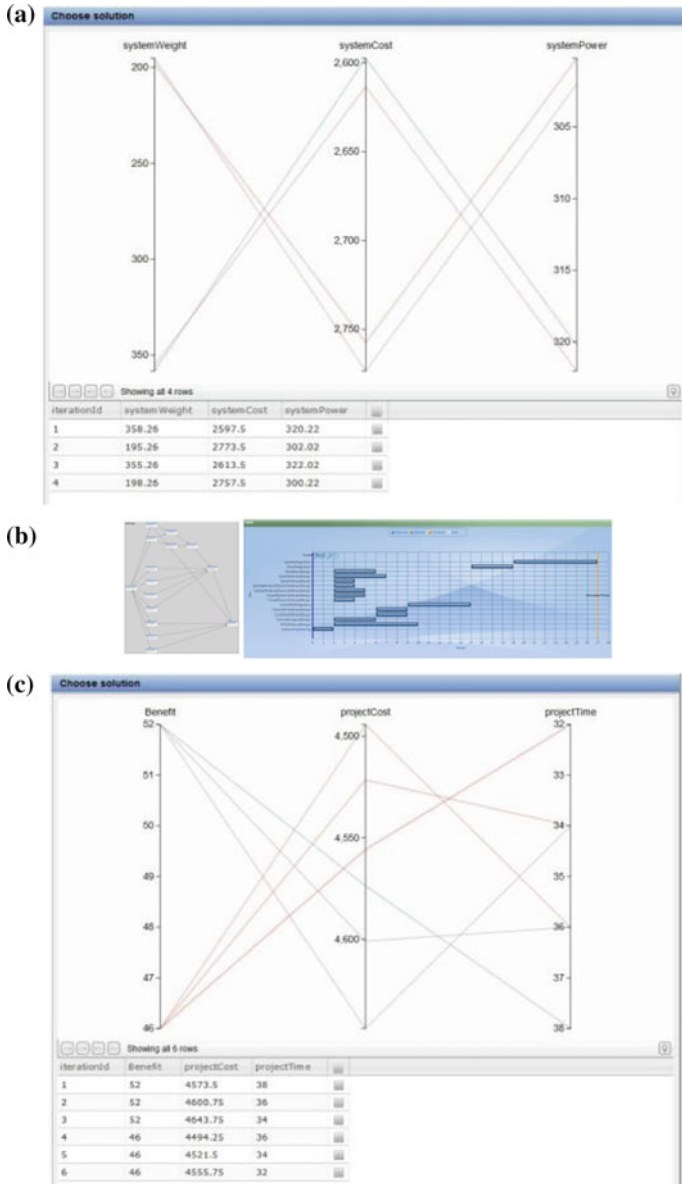 (a)
Choose solution
systemWeight systemCost systemPower
200
250
300
350
2,600
2,650
2,700
2,750
305
310
315
320
Showing all 4 rows
iterationId systemWeight systemCost systemPower
1 358.26 2597.5 320.22
2 195.26 2773.5 302.02
3 355.26 2613.5 322.02
4 198.26 2757.5 300.22
(b)
(c)
Choose solution
Benefit projectCost projectTime
52
51
50
49
48
47
46
4,500
4,550
4,600
32
33
34
35
36
37
38
Showing all 6 rows
iterationId Benefit projectCost projectTime
1 52 4573.5 38
2 52 4600.75 36
3 52 4643.75 34
4 46 4494.25 36
5 46 4521.5 34
6 46 4555.75 32